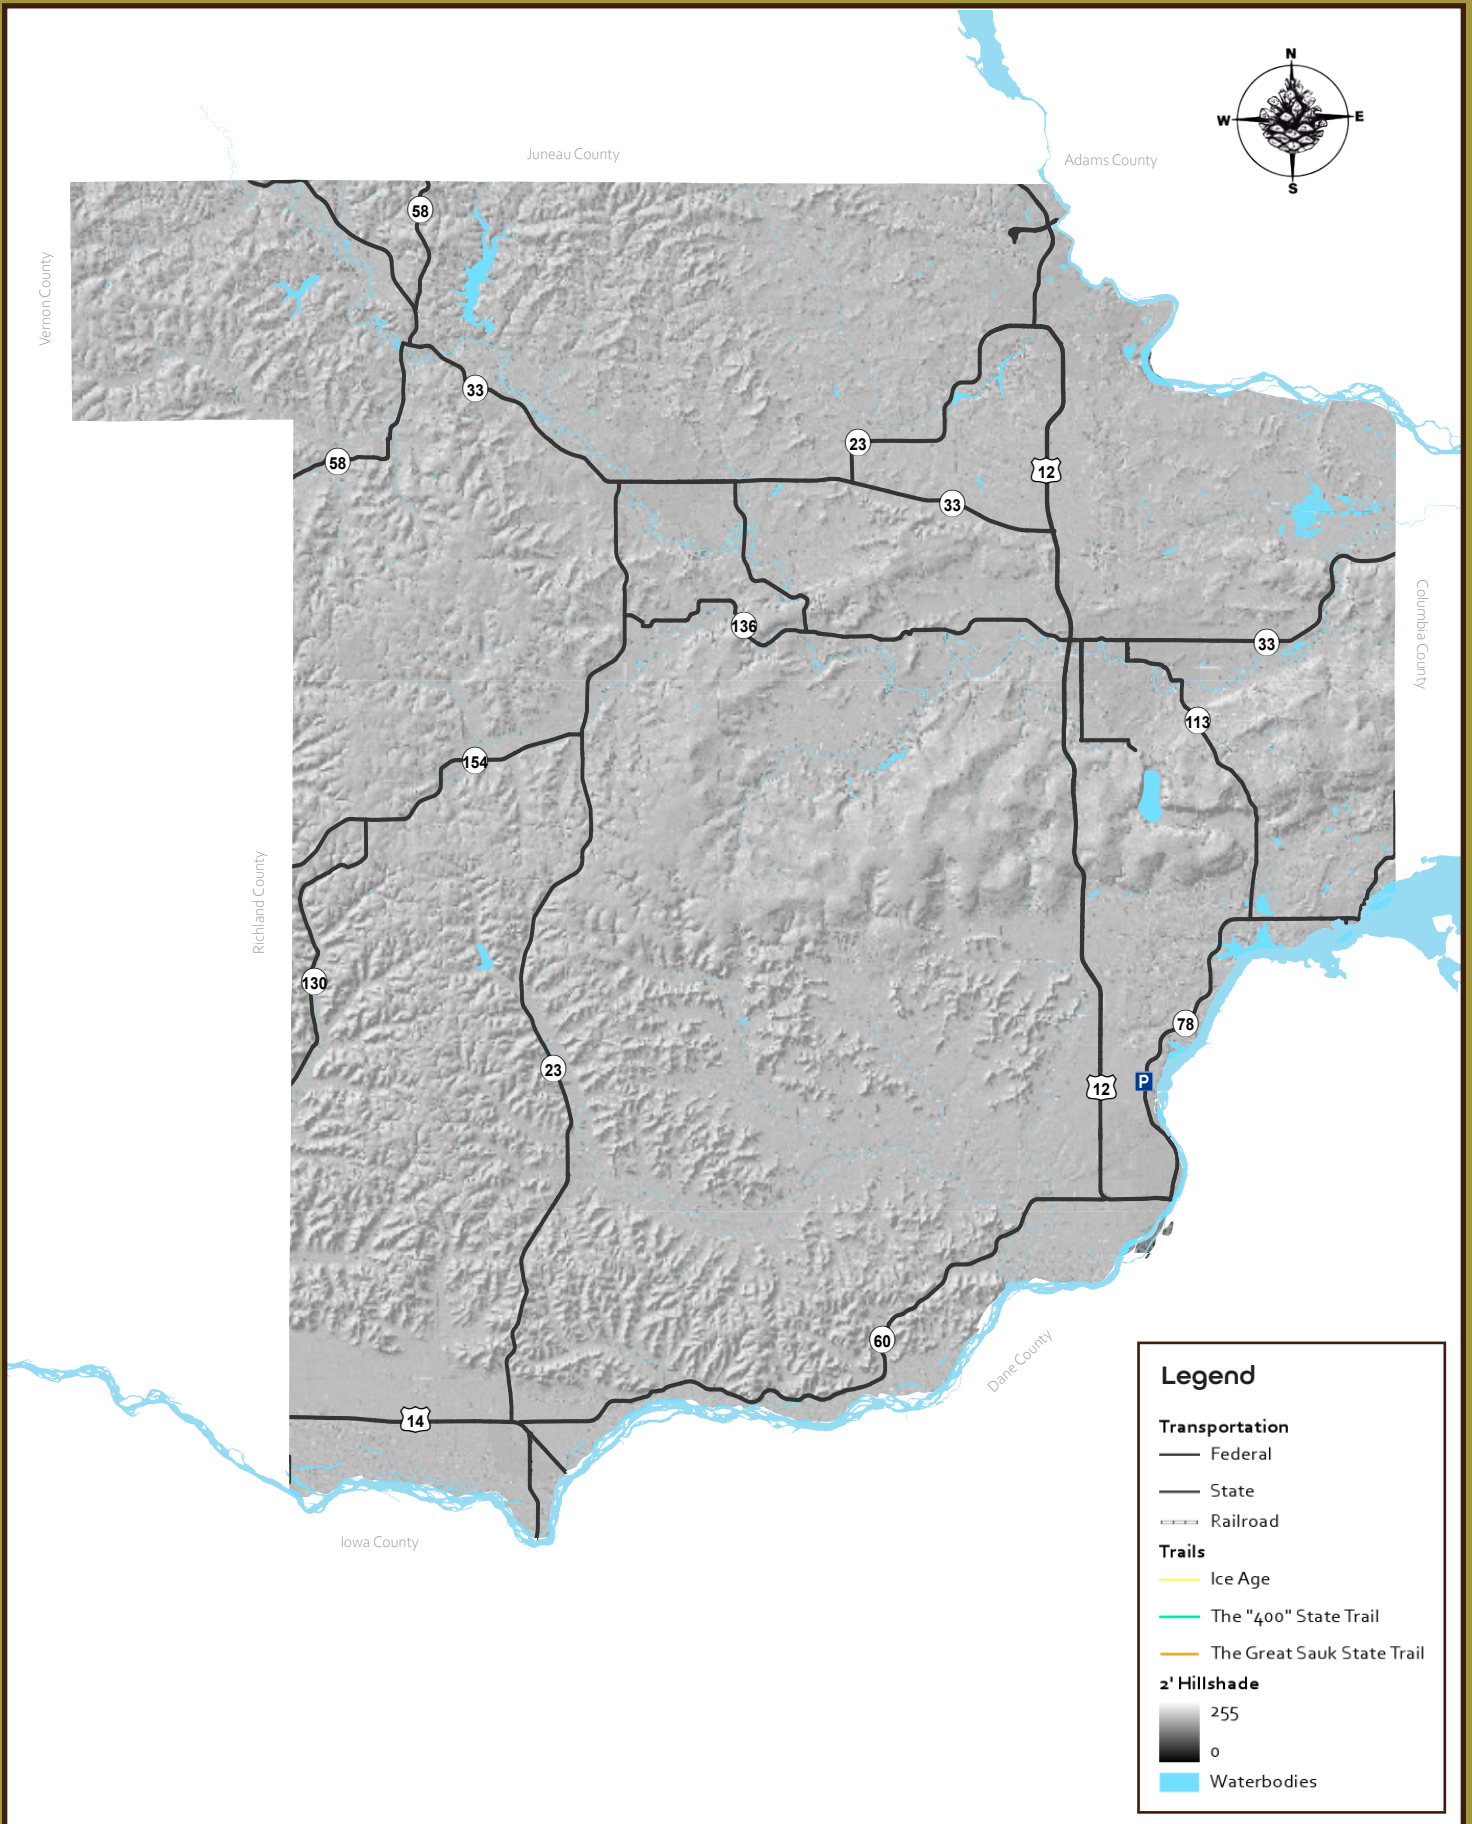 N
W
E
S
Juneau County
Adams County
Vernon County
58
33
58
23
12
33
Columbia County
136
33
113
154
Richland County
130
78
23
P
12
60
Dane County
14
Iowa County
Legend
Transportation
Federal
State
Railroad
Trails
Ice Age
The "400" State Trail
The Great Sauk State Trail
2' Hillshade
255
0
Waterbodies